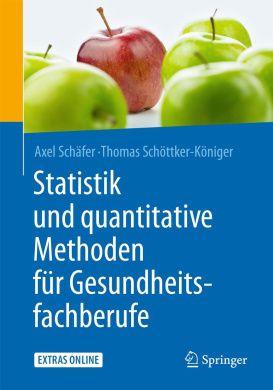 Axel Schäfer · Thomas Schöttker-Königer
Statistik
und quantitative
Methoden
für Gesundheits-
fachberufe
EXTRAS ONLINE
Springer